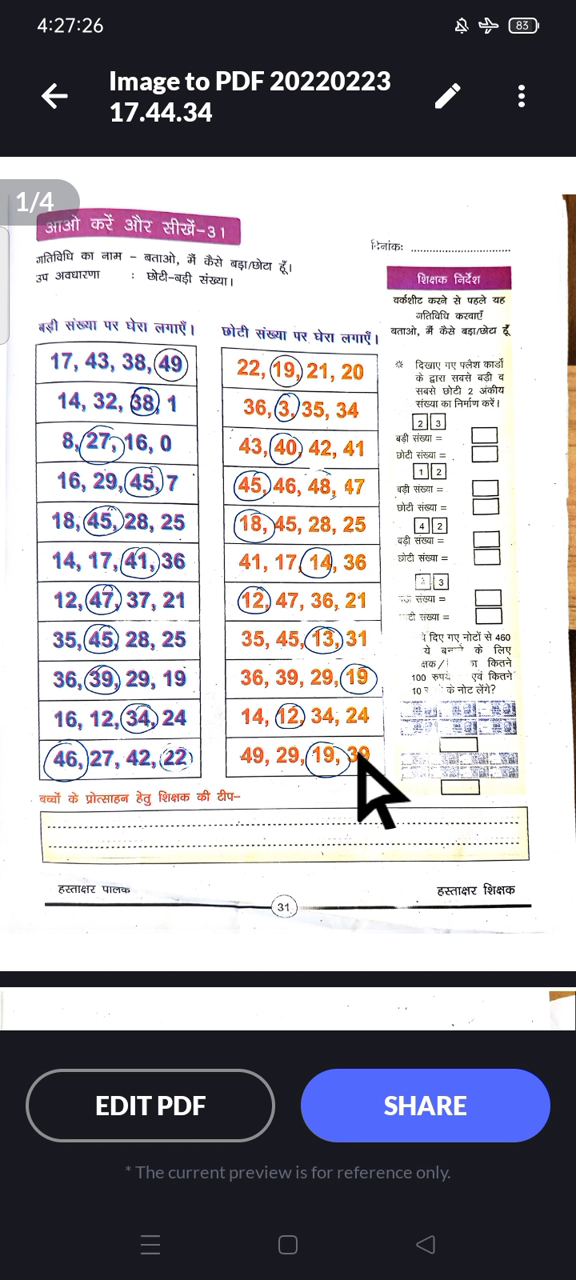 4:27:26
83
Image to PDF 20220223
17.44.34
1/4
आओ करें और सीखें-31
दिनांक: ................................
गतिविधि का नाम - बताओ, मैं कैसे बड़ा/छोटा हूँ।
उप अवधारणा : छोटी-बड़ी संख्या।
बड़ी संख्या पर घेरा लगाएँ।
17, 43, 38, 49
14, 32, 38, 1
8, 27, 16, 0
16, 29, 45, 7
18, 45, 28, 25
14, 17, 41, 36
12, 47, 37, 21
35, 45, 28, 25
36, 39, 29, 19
16, 12, 34, 24
46, 27, 42, 22
छोटी संख्या पर घेरा लगाएँ।
22, 19, 21, 20
36, 3, 35, 34
43, 40, 42, 41
45, 46, 48, 47
18, 45, 28, 25
41, 17, 14, 36
12, 47, 36, 21
35, 45, 13, 31
36, 39, 29, 19
14, 12, 34, 24
49, 29, 19, 39
शिक्षक निर्देश
वर्कशीट करने से पहले यह
गतिविधि करवाएँ
बताओ, मैं कैसे बड़ा/छोटा हूँ
दिखाए गए फ्लैश कार्डों
के द्वारा सबसे बड़ी व
सबसे छोटी 2 अंकीय
संख्या का निर्माण करें।
2 3
बड़ी संख्या =
छोटी संख्या =
1 2
बड़ी संख्या =
छोटी संख्या =
4 2
बड़ी संख्या =
छोटी संख्या =
3
संख्या =
संख्या =
दिए गए नोटों से 460
के लिए
कितने
100 एवं कितने
10 के नोट लेंगे?
बच्चों के प्रोत्साहन हेतु शिक्षक की टीप-
हस्ताक्षर पालक
हस्ताक्षर शिक्षक
31
EDIT PDF
SHARE
* The current preview is for reference only.